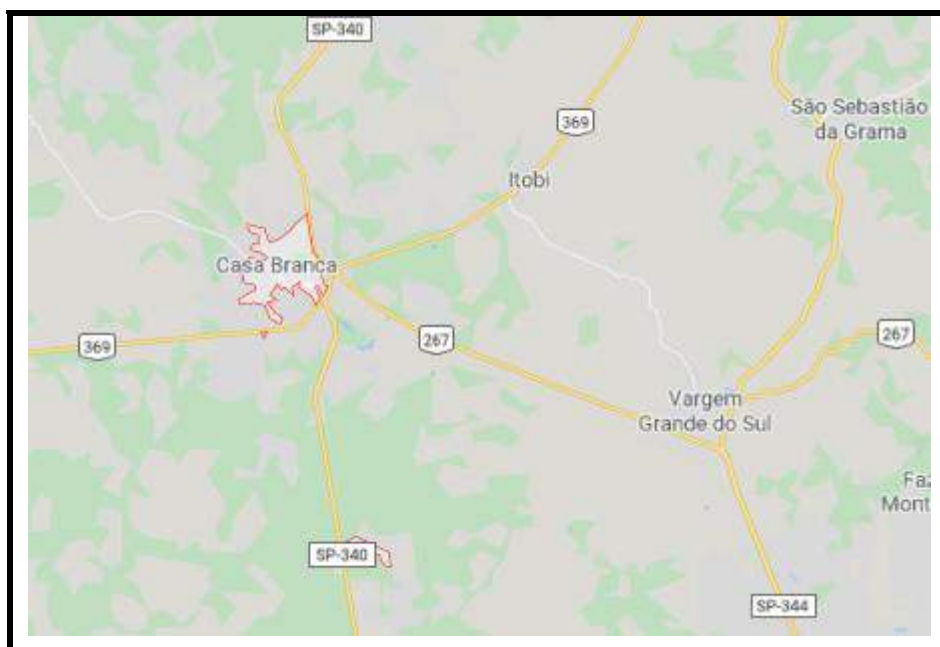 SP-340
São Sebastião
da Grama
369
Itobi
Casa Branca
369
267
267
Vargem
Grande do Sul
Faz
Mont
SP-340
SP-344